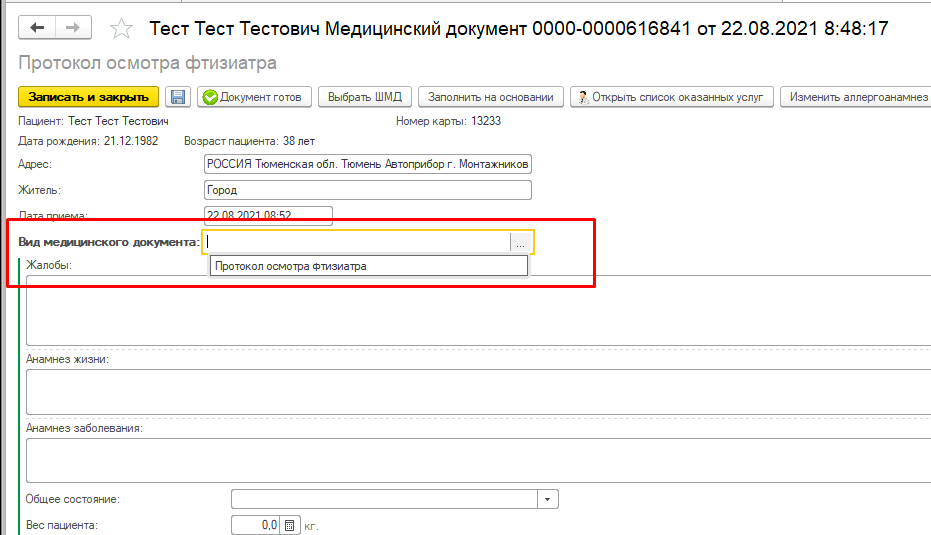 Тест Тест Тестович Медицинский документ 0000-0000616841 от 22.08.2021 8:48:17
Протокол осмотра фтизиатра
Записать и закрыть Документ готов Выбрать ШМД Заполнить на основании Открыть список оказанных услуг Изменить аллергоанамнез
Пациент: Тест Тест Тестович Номер карты: 13233
Дата рождения: 21.12.1982 Возраст пациента: 38 лет
Адрес: РОССИЯ Тюменская обл. Тюмень Автоприбор г. Монтажников
Житель: Город
Дата приема: 22.08.2021 08:52
Вид медицинского документа: ...
Протокол осмотра фтизиатра
Жалобы:
Анамнез жизни:
Анамнез заболевания:
Общее состояние:
Вес пациента: 0,0 кг.